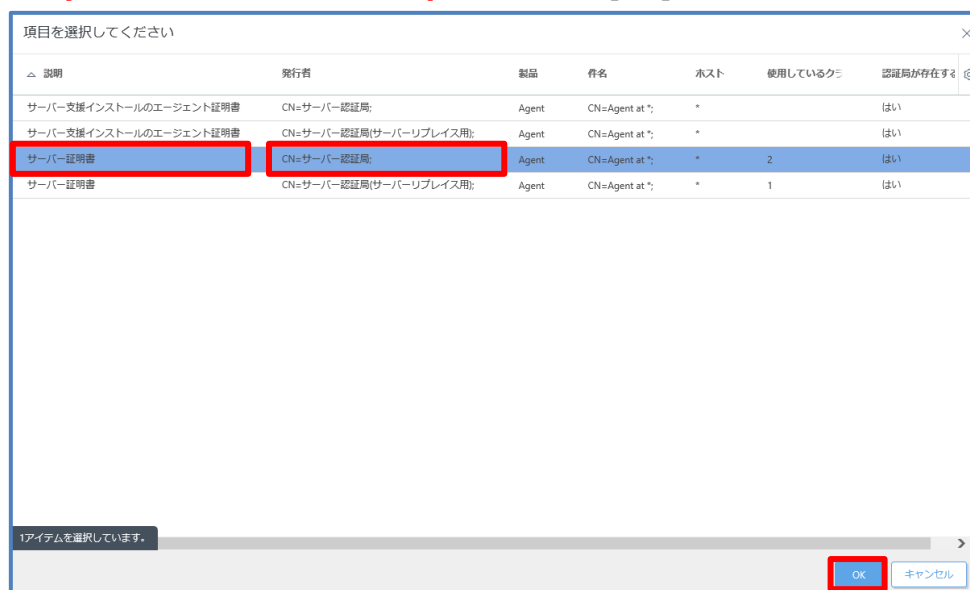 項目を選択してください
説明 発行者 製品 件名 ホスト 使用しているクラ 認証局が存在する
サーバー支援インストールのエージェント証明書 CN=サーバー認証局; Agent CN=Agent at *; * はい
サーバー支援インストールのエージェント証明書 CN=サーバー認証局(サーバーリプレイス用); Agent CN=Agent at *; * はい
サーバー証明書 CN=サーバー認証局; Agent CN=Agent at *; * 2 はい
サーバー証明書 CN=サーバー認証局(サーバーリプレイス用); Agent CN=Agent at *; * 1 はい
1アイテムを選択しています。
OK キャンセル